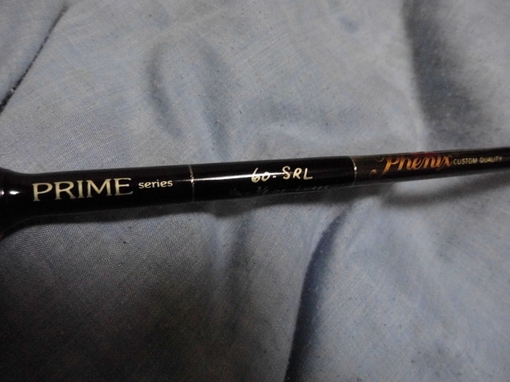 PRIME series 60-SRL Phenix CUSTOM QUALITY